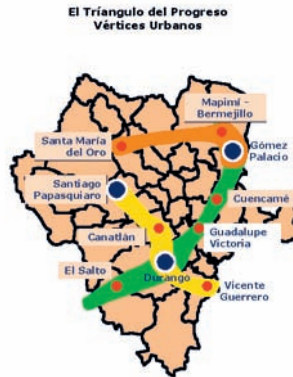 El Tríangulo del Progreso
Vértices Urbanos
Mapimí -
Bermejillo
Santa María
del Oro
Gómez
Palacio
Santiago
Papasquiaro
Cuencamé
Canatlán
Guadalupe
Victoria
El Salto
Durango
Vicente
Guerrero